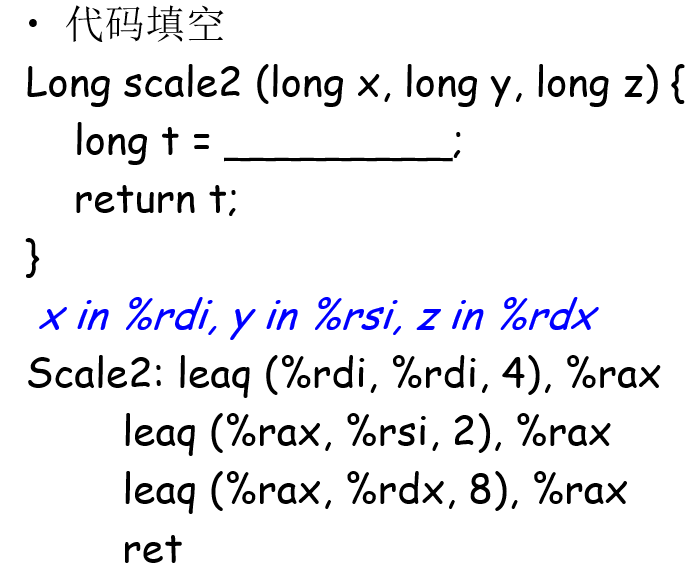 • 代码填空
Long scale2 (long x, long y, long z) {
long t = __________;
return t;
}
x in %rdi, y in %rsi, z in %rdx
Scale2: leaq (%rdi, %rdi, 4), %rax
leaq (%rax, %rsi, 2), %rax
leaq (%rax, %rdx, 8), %rax
ret